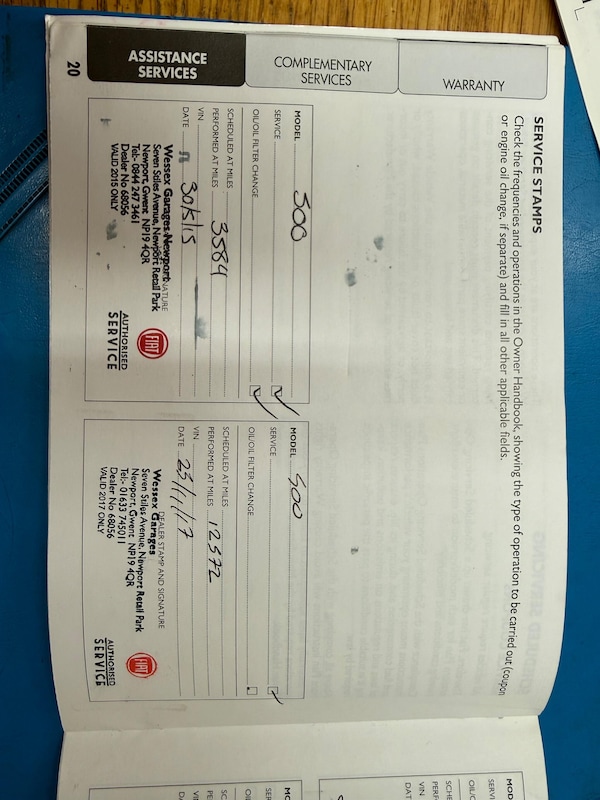 SERVICE STAMPS
Check the frequencies and operations in the Owner Handbook, showing the type of operation to be carried out (coupon
or engine oil change, if separate) and fill in all other applicable fields.
WARRANTY
COMPLEMENTARY
SERVICES
ASSISTANCE
SERVICES
20
MODEL 500
SERVICE
OIL/OIL FILTER CHANGE
SCHEDULED AT MILES
PERFORMED AT MILES 3584
VIN
DATE 30/5/15
Wessex Garages Newport
Seven Stiles Avenue, Newport Retail Park
Newport, Gwent NP19 4QR
Tel:- 0844 247 3461
Dealer No 68056
VALID 2015 ONLY
FIAT
AUTHORISED
SERVICE
MODEL 500
SERVICE
OIL/OIL FILTER CHANGE
SCHEDULED AT MILES
PERFORMED AT MILES 12572
VIN
DATE 23/11/17
DEALER STAMP AND SIGNATURE
Wessex Garages
Seven Stiles Avenue, Newport Retail Park
Newport, Gwent NP19 4QR
Tel:- 01633 745011
Dealer No 68056
VALID 2017 ONLY
FIAT
AUTHORISED
SERVICE